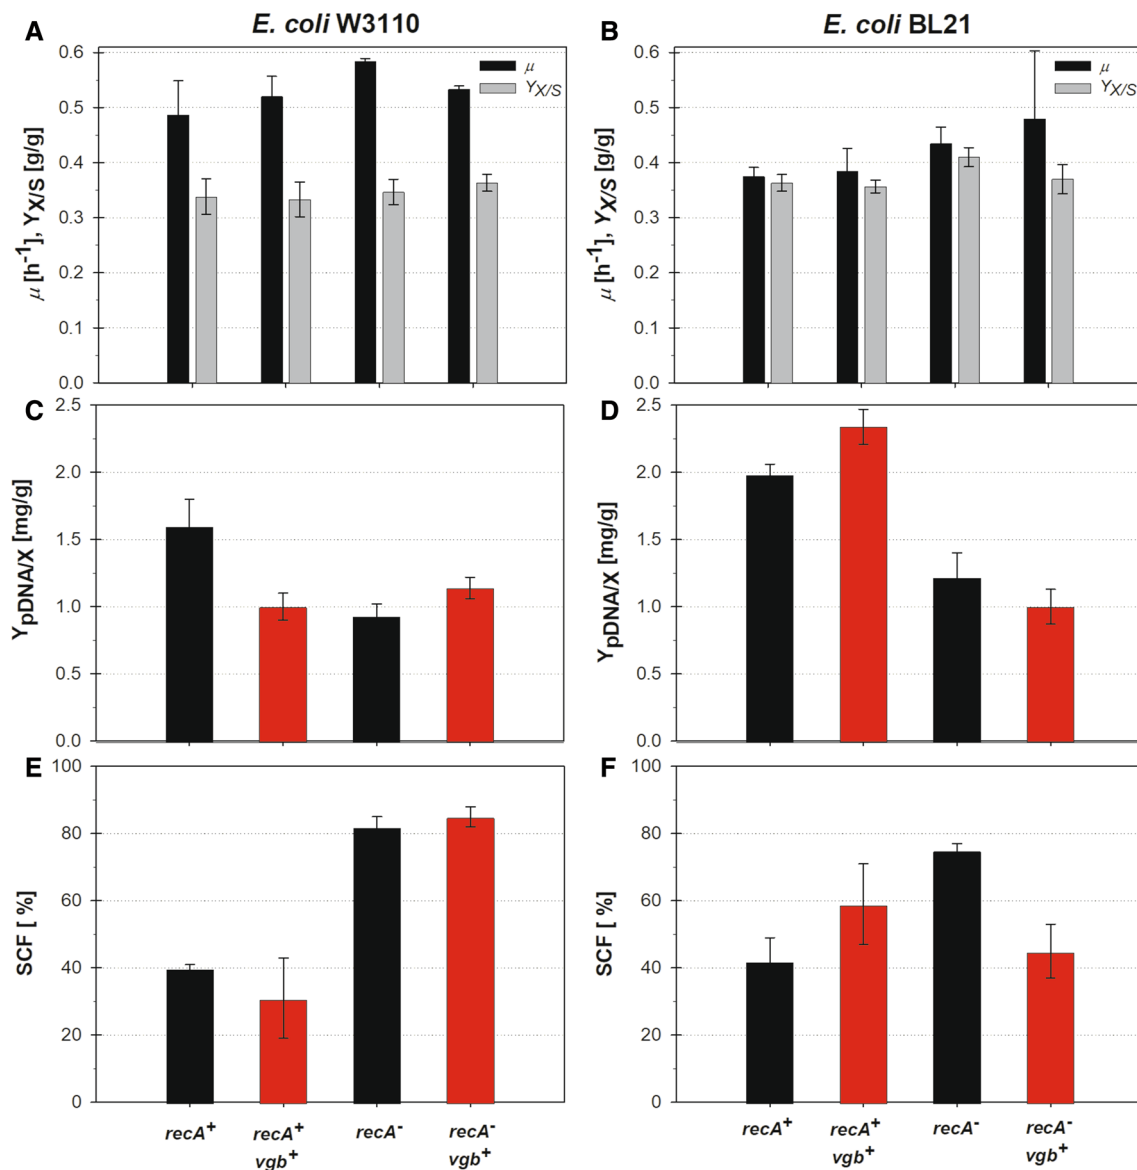 A
E. coli W3110
0.6
0.5
0.4
0.3
0.2
0.1
0.0
μ [h-1], YX/S [g/g]
μ
YX/S
B
E. coli BL21
0.6
0.5
0.4
0.3
0.2
0.1
0.0
μ [h-1], YX/S [g/g]
μ
YX/S
C
2.5
2.0
1.5
1.0
0.5
0.0
YpDNA/X [mg/g]
D
2.5
2.0
1.5
1.0
0.5
0.0
YpDNA/X [mg/g]
E
100
80
60
40
20
0
SCF [ %]
recA+
recA+
vgb+
recA-
recA-
vgb+
F
100
80
60
40
20
0
SCF [ %]
recA+
recA+
vgb+
recA-
recA-
vgb+